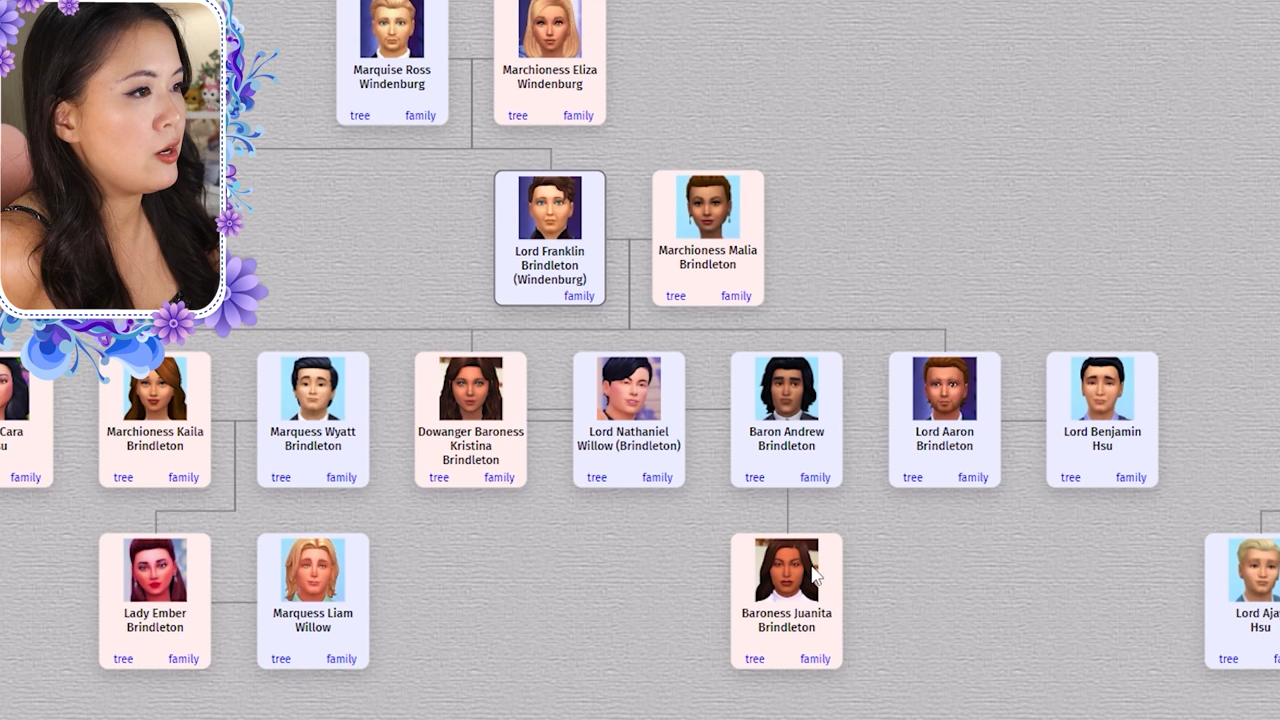 Marquise Ross
Windenburg
tree family
Marchioness Eliza
Windenburg
tree family
Lord Franklin
Brindleton
(Windenburg)
family
Marchioness Malia
Brindleton
tree family
Cara
family
Marchioness Kaila
Brindleton
tree family
Marquess Wyatt
Brindleton
tree family
Dowanger Baroness
Kristina
Brindleton
tree family
Lord Nathaniel
Willow (Brindleton)
tree family
Baron Andrew
Brindleton
tree family
Lord Aaron
Brindleton
tree family
Lord Benjamin
Hsu
tree family
Lady Ember
Brindleton
tree family
Marquess Liam
Willow
tree family
Baroness Juanita
Brindleton
tree family
Lord
Hsu
tree